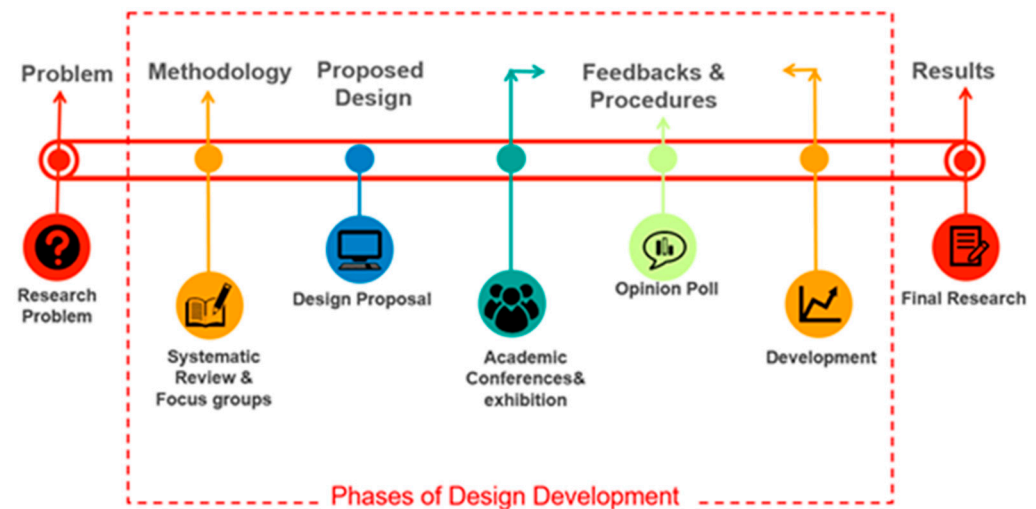 Problem
Methodology
Proposed
Design
Feedbacks &
Procedures
Results
Research
Problem
Systematic
Review &
Focus groups
Design Proposal
Academic
Conferences&
exhibition
Opinion Poll
Development
Final Research
Phases of Design Development